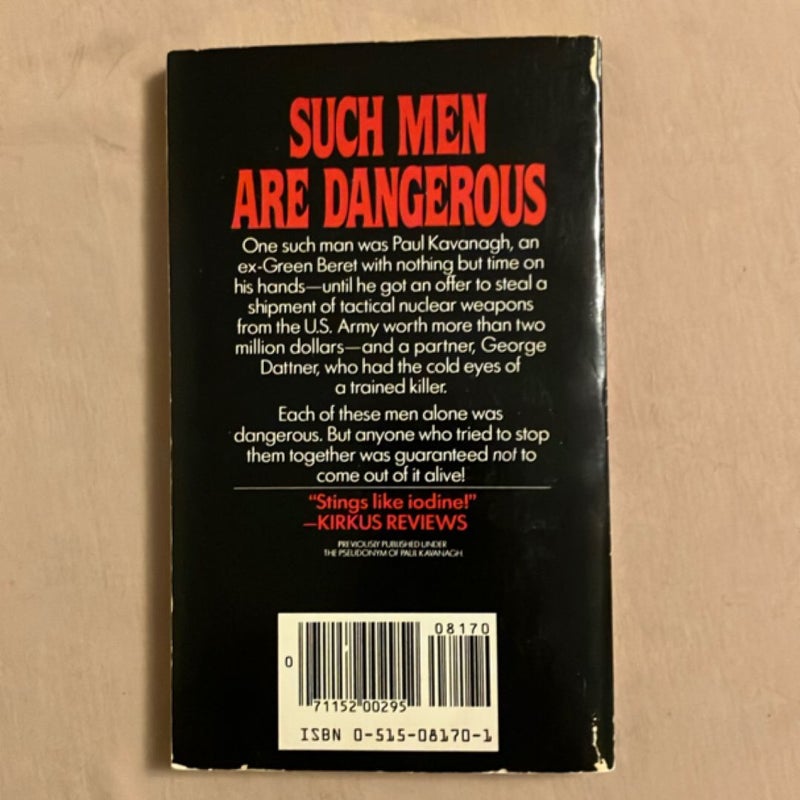 SUCH MEN
ARE DANGEROUS
One such man was Paul Kavanagh, an
ex-Green Beret with nothing but time on
his hands—until he got an offer to steal a
shipment of tactical nuclear weapons
from the U.S. Army worth more than two
million dollars—and a partner, George
Dattner, who had the cold eyes of
a trained killer.
Each of these men alone was
dangerous. But anyone who tried to stop
them together was guaranteed not to
come out of it alive!
“Stings like iodine!”
—KIRKUS REVIEWS
PREVIOUSLY PUBLISHED UNDER
THE PSEUDONYM OF PAUL KAVANAGH
08170
0
71152 00295
ISBN 0-515-08170-1